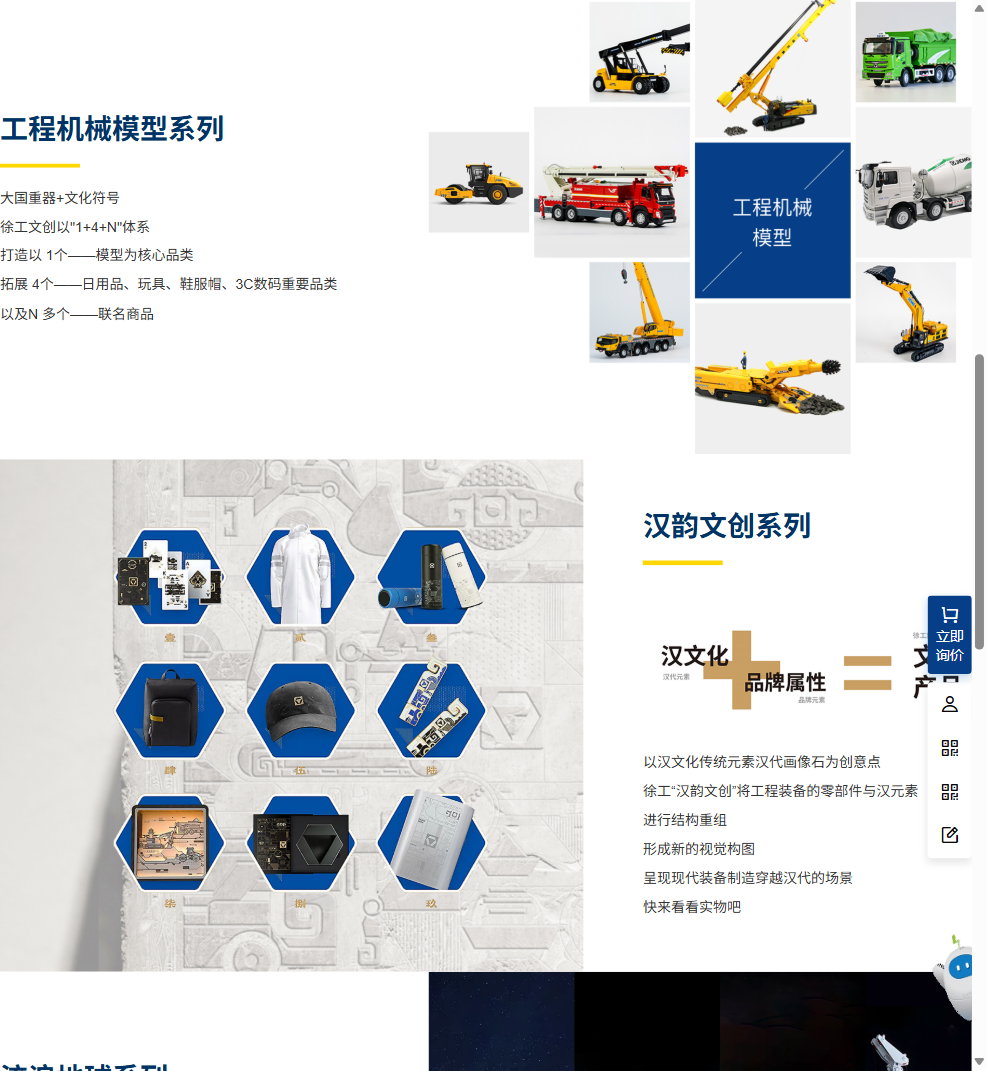 工程机械模型系列
大国重器+文化符号
徐工文创以"1+4+N"体系
打造以 1个——模型为核心品类
拓展 4个——日用品、玩具、鞋服帽、3C数码重要品类
以及N 多个——联名商品
工程机械
模型
汉韵文创系列
汉文化
汉代元素
品牌属性
品牌元素
立即
询价
以汉文化传统元素汉代画像石为创意点
徐工“汉韵文创”将工程装备的零部件与汉元素
进行结构重组
形成新的视觉构图
呈现现代装备制造穿越汉代的场景
快来看看实物吧
壹
贰
叁
肆
伍
陆
柒
捌
玖